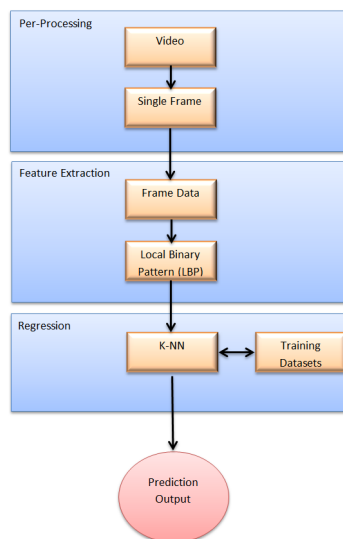 Per-Processing
Video
Single Frame
Feature Extraction
Frame Data
Local Binary
Pattern (LBP)
Regression
K-NN
Training
Datasets
Prediction
Output